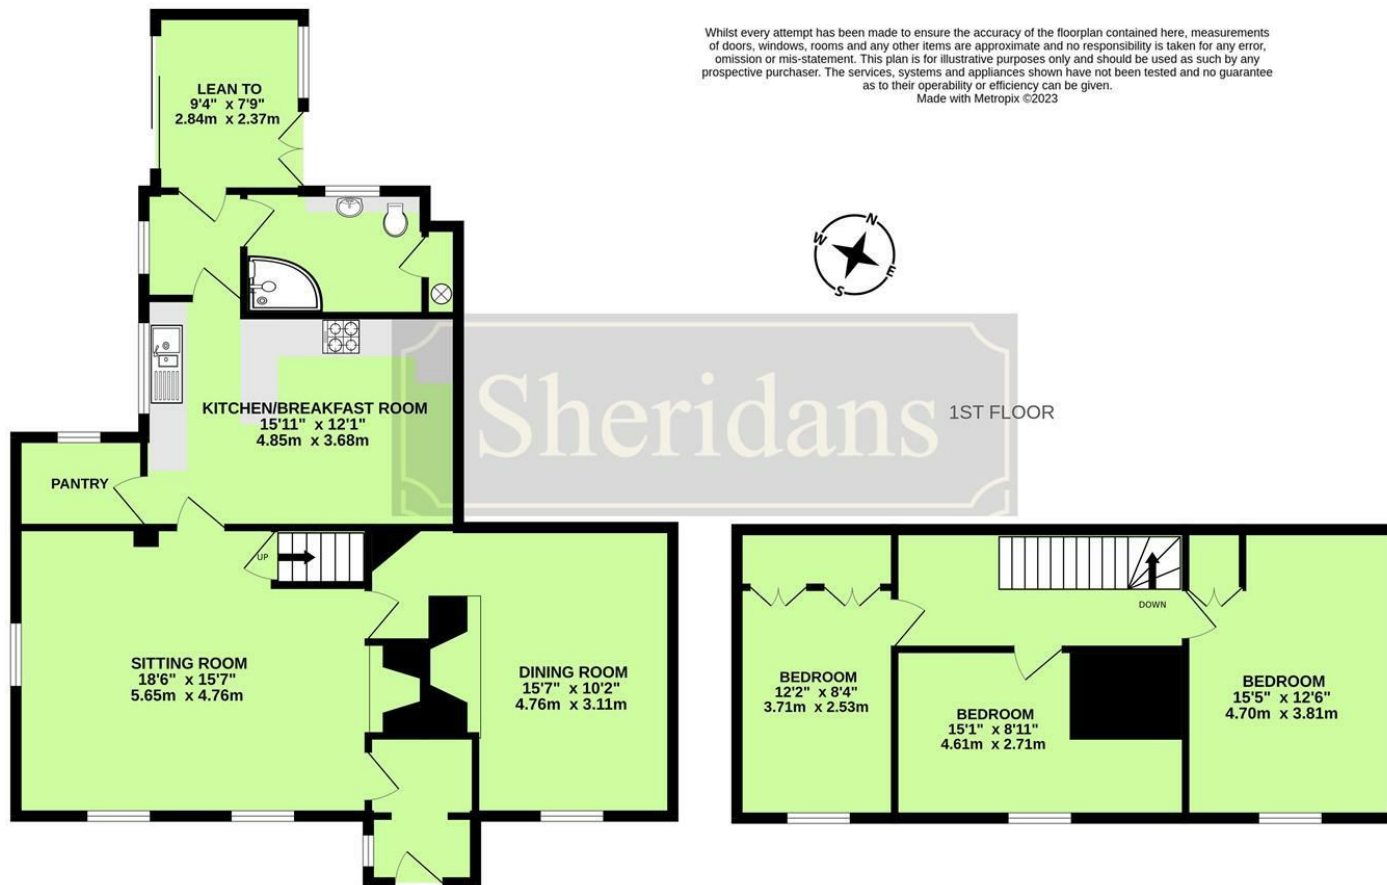 Whilst every attempt has been made to ensure the accuracy of the floorplan contained here, measurements
of doors, windows, rooms and any other items are approximate and no responsibility is taken for any error,
omission or mis-statement. This plan is for illustrative purposes only and should be used as such by any
prospective purchaser. The services, systems and appliances shown have not been tested and no guarantee
as to their operability or efficiency can be given.
Made with Metropix ©2023
LEAN TO
9'4" x 7'9"
2.84m x 2.37m
N
W
E
S
KITCHEN/BREAKFAST ROOM
15'11" x 12'1"
4.85m x 3.68m
Sheridans
1ST FLOOR
PANTRY
UP
SITTING ROOM
18'6" x 15'7"
5.65m x 4.76m
DINING ROOM
15'7" x 10'2"
4.76m x 3.11m
DOWN
BEDROOM
12'2" x 8'4"
3.71m x 2.53m
BEDROOM
15'1" x 8'11"
4.61m x 2.71m
BEDROOM
15'5" x 12'6"
4.70m x 3.81m